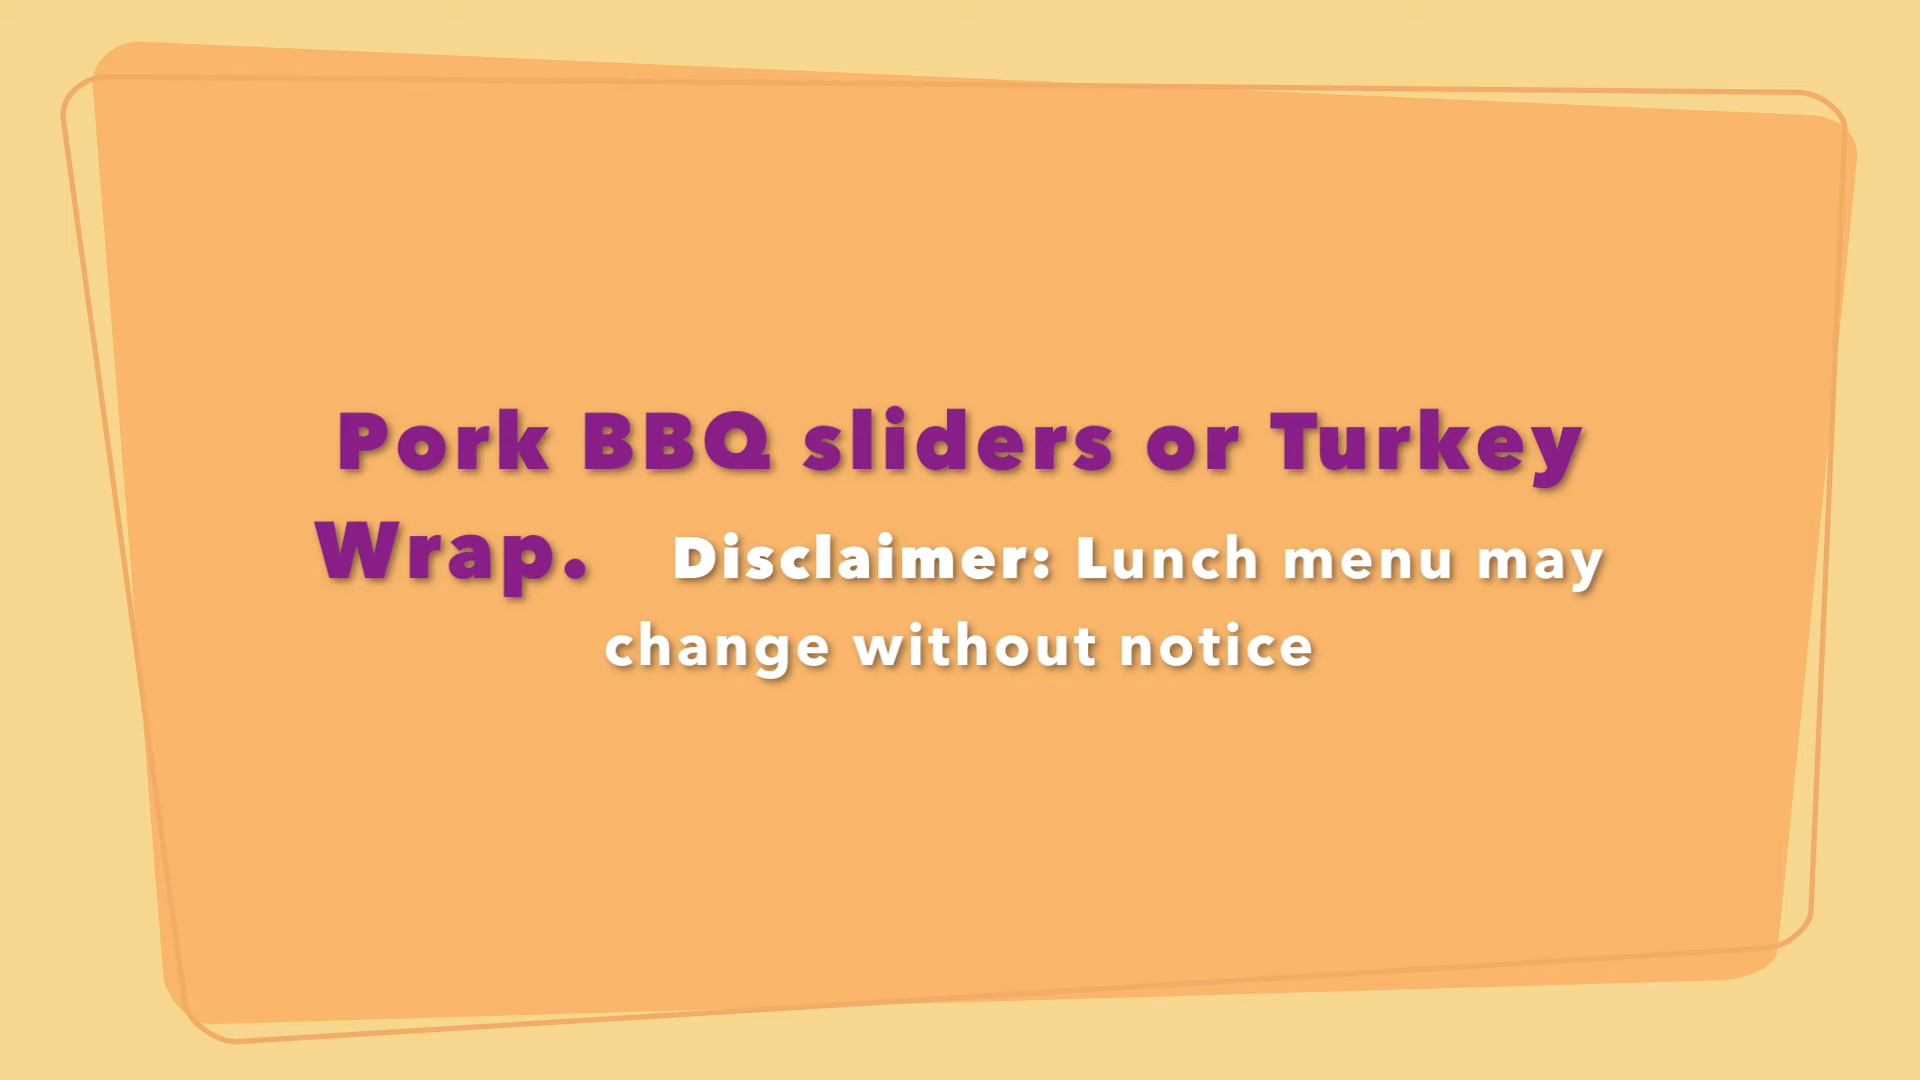 Pork BBQ sliders or Turkey
Wrap. Disclaimer: Lunch menu may
change without notice